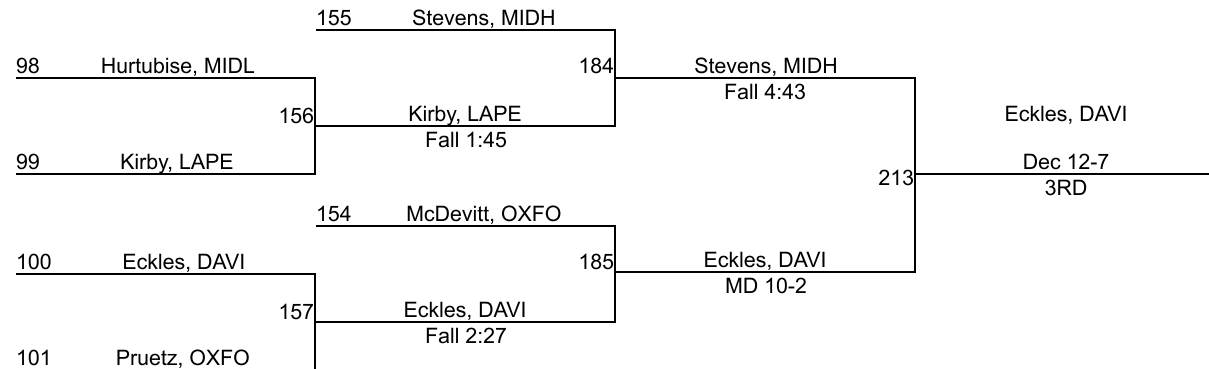 155 Stevens, MIDH
98 Hurtubise, MIDL
184 Stevens, MIDH
Fall 4:43
156 Kirby, LAPE
Fall 1:45
Eckles, DAVI
99 Kirby, LAPE
Dec 12-7
213
3RD
154 McDevitt, OXFO
100 Eckles, DAVI
185 Eckles, DAVI
MD 10-2
157 Eckles, DAVI
Fall 2:27
101 Pruetz, OXFO